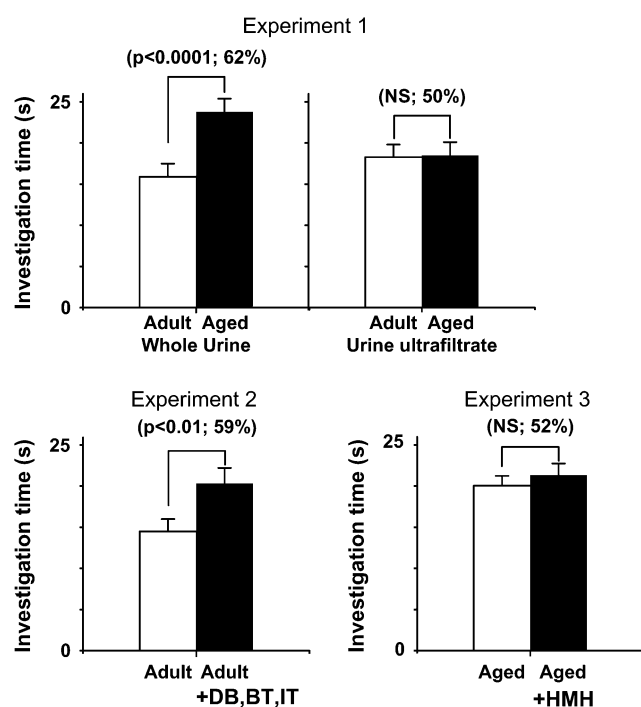 Experiment 1
(p<0.0001; 62%)
(NS; 50%)
Investigation time (s)
25
0
Adult Aged
Whole Urine
Adult Aged
Urine ultrafiltrate
Experiment 2
(p<0.01; 59%)
Investigation time (s)
25
0
Adult Adult
+DB,BT,IT
Experiment 3
(NS; 52%)
Investigation time (s)
25
0
Aged Aged
+HMH